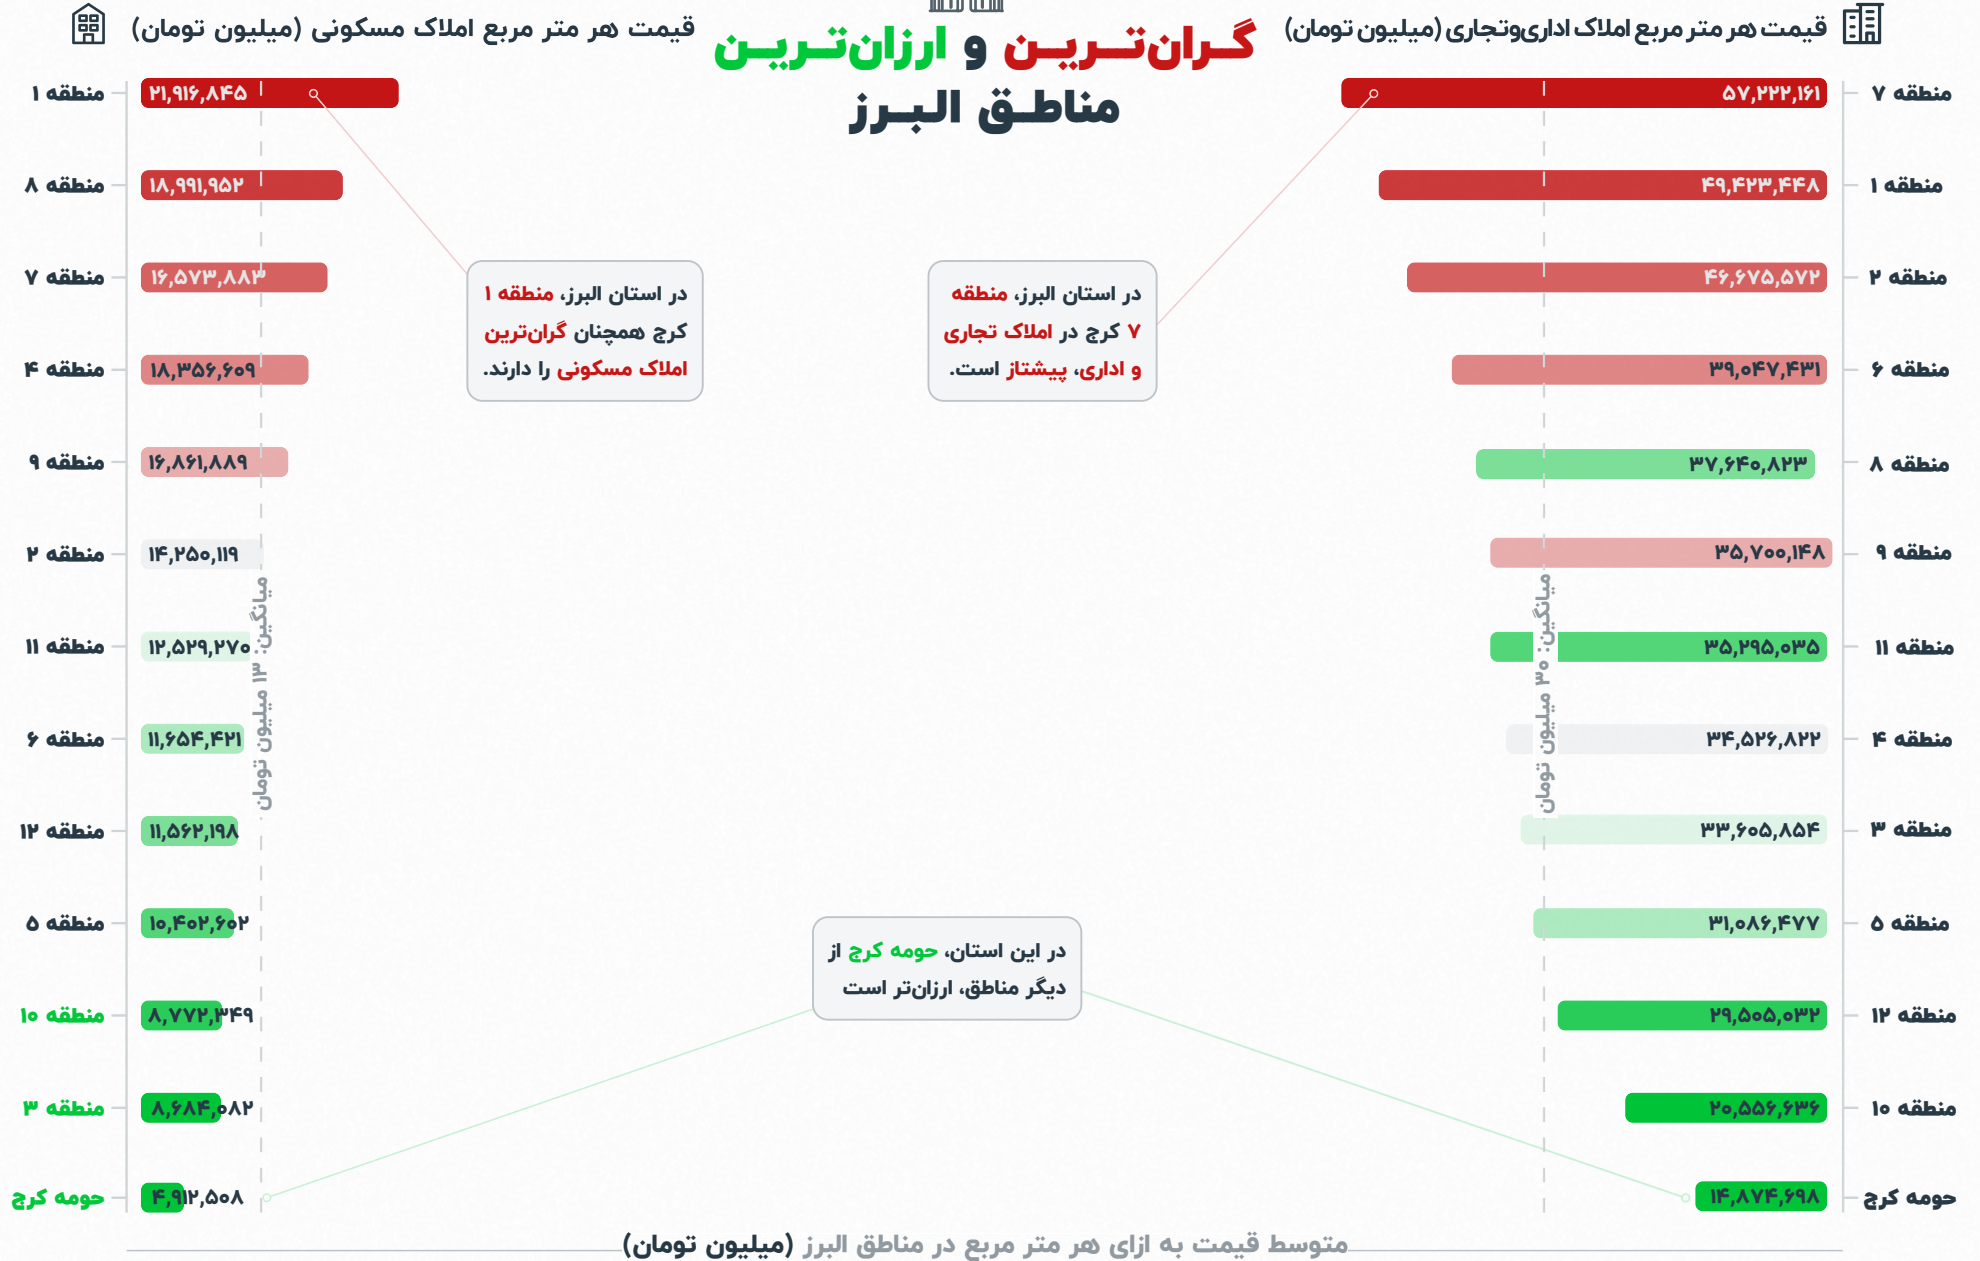 گران‌ترین و ارزان‌ترین
مناطق البرز
قیمت هر متر مربع املاک اداری‌وتجاری (میلیون تومان)
منطقه ۷ ۵۷,۲۲۲,۱۶۱
منطقه ۱ ۴۹,۴۲۳,۴۴۸
منطقه ۲ ۴۶,۶۷۵,۵۷۲
منطقه ۶ ۳۹,۰۴۷,۴۳۱
منطقه ۸ ۳۷,۶۴۰,۸۲۳
منطقه ۹ ۳۵,۷۰۰,۱۴۸
منطقه ۱۱ ۳۵,۲۹۵,۰۳۵
منطقه ۴ ۳۴,۵۲۶,۸۲۲
منطقه ۳ ۳۳,۶۰۵,۸۵۴
منطقه ۵ ۳۱,۰۸۶,۴۷۷
منطقه ۱۲ ۲۹,۵۰۵,۰۳۲
منطقه ۱۰ ۲۰,۵۵۶,۶۳۶
حومه کرج ۱۴,۸۷۴,۶۹۸
میانگین: ۳۰ میلیون تومان
در استان البرز، منطقه
۷ کرج در املاک تجاری
و اداری، پیشتاز است.
قیمت هر متر مربع املاک مسکونی (میلیون تومان)
منطقه ۱ ۲۱,۹۱۶,۸۴۵
منطقه ۸ ۱۸,۹۹۱,۹۵۲
منطقه ۷ ۱۶,۵۷۳,۸۸۳
منطقه ۴ ۱۸,۳۵۶,۶۰۹
منطقه ۹ ۱۶,۸۶۱,۸۸۹
منطقه ۲ ۱۴,۲۵۰,۱۱۹
منطقه ۱۱ ۱۲,۵۲۹,۲۷۰
منطقه ۶ ۱۱,۶۵۴,۴۲۱
منطقه ۱۲ ۱۱,۵۶۲,۱۹۸
منطقه ۵ ۱۰,۴۰۲,۶۰۲
منطقه ۱۰ ۸,۷۷۲,۳۴۹
منطقه ۳ ۸,۶۸۴,۰۸۲
حومه کرج ۴,۹۱۲,۵۰۸
میانگین: ۱۳ میلیون تومان
در استان البرز، منطقه ۱
کرج همچنان گران‌ترین
املاک مسکونی را دارند.
در این استان، حومه کرج از
دیگر مناطق، ارزان‌تر است
متوسط قیمت به ازای هر متر مربع در مناطق البرز (میلیون تومان)